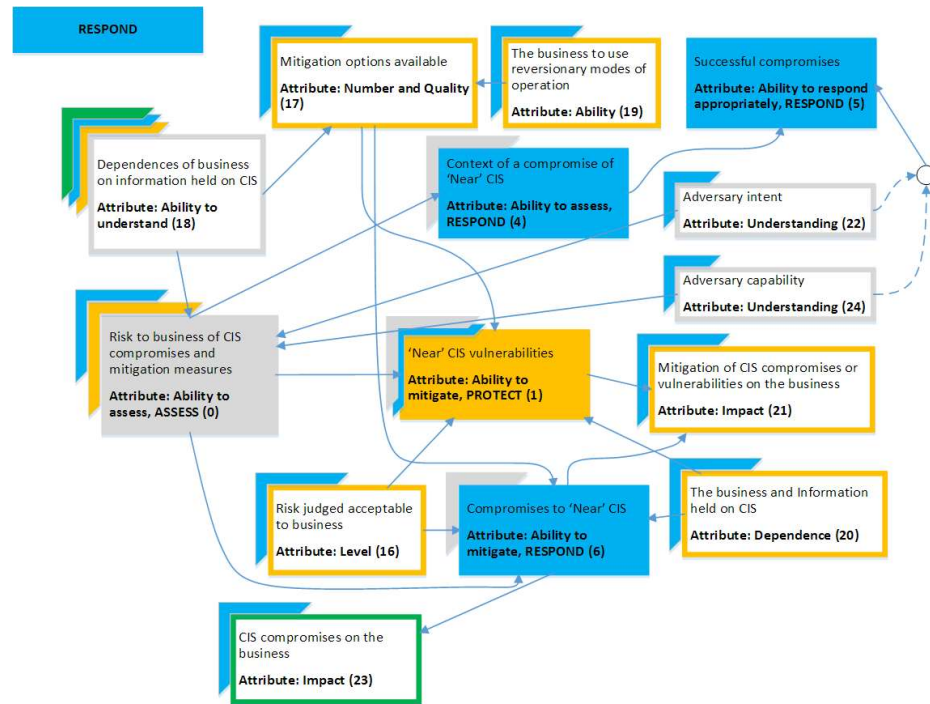 RESPOND
Mitigation options available
Attribute: Number and Quality
(17)
The business to use
reversionary modes of
operation
Attribute: Ability (19)
Successful compromises
Attribute: Ability to respond
appropriately, RESPOND (5)
Dependences of business
on information held on CIS
Attribute: Ability to
understand (18)
Context of a compromise of
‘Near’ CIS
Attribute: Ability to assess,
RESPOND (4)
Adversary intent
Attribute: Understanding (22)
Adversary capability
Attribute: Understanding (24)
Risk to business of CIS
compromises and
mitigation measures
Attribute: Ability to
assess, ASSESS (0)
‘Near’ CIS vulnerabilities
Attribute: Ability to
mitigate, PROTECT (1)
Mitigation of CIS compromises or
vulnerabilities on the business
Attribute: Impact (21)
Risk judged acceptable
to business
Attribute: Level (16)
Compromises to ‘Near’ CIS
Attribute: Ability to
mitigate, RESPOND (6)
The business and Information
held on CIS
Attribute: Dependence (20)
CIS compromises on the
business
Attribute: Impact (23)